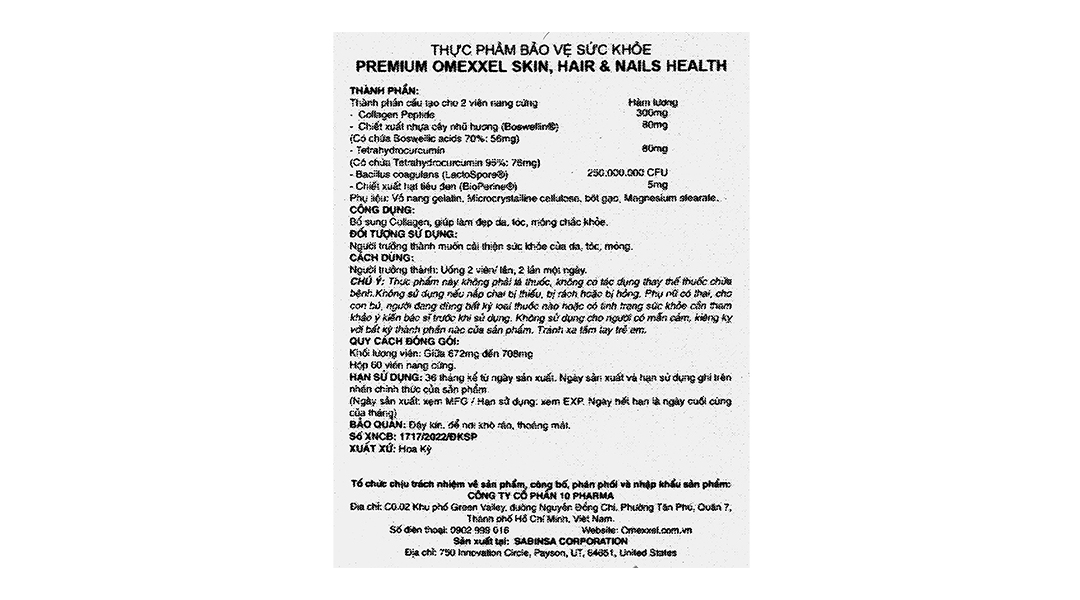 THỰC PHẨM BẢO VỆ SỨC KHỎE
PREMIUM OMEXXEL SKIN, HAIR & NAILS HEALTH
THÀNH PHẦN:
Thành phần cấu tạo cho 2 viên nang cứng Hàm lượng
- Collagen Peptide 300mg
- Chiết xuất nhựa cây nhũ hương (Boswellin®) 80mg
(Có chứa Boswellic acids 70%: 56mg)
- Tetrahydrocurcumin 80mg
(Có chứa Tetrahydrocurcumin 95%: 76mg)
- Bacillus coagulans (LactoSpore®) 250.000.000 CFU
- Chiết xuất hạt tiêu đen (BioPerine®) 5mg
Phụ liệu: Vỏ nang gelatin, Microcrystalline cellulose, bột gạo, Magnesium stearate.
CÔNG DỤNG:
Bổ sung Collagen, giúp làm đẹp da, tóc, móng chắc khỏe.
ĐỐI TƯỢNG SỬ DỤNG:
Người trưởng thành muốn cải thiện sức khỏe của da, tóc, móng.
CÁCH DÙNG:
Người trưởng thành: Uống 2 viên/ lần, 2 lần một ngày.
CHÚ Ý: Thực phẩm này không phải là thuốc, không có tác dụng thay thế thuốc chữa
bệnh.Không sử dụng nếu nắp chai bị thiếu, bị rách hoặc bị hỏng. Phụ nữ có thai, cho
con bú, người đang dùng bất kỳ loại thuốc nào hoặc có tình trạng sức khỏe cần tham
khảo ý kiến bác sĩ trước khi sử dụng. Không sử dụng cho người có mẫn cảm, kiêng kỵ
với bất kỳ thành phần nào của sản phẩm. Tránh xa tầm tay trẻ em.
QUY CÁCH ĐÓNG GÓI:
Khối lượng viên: Giữa 672mg đến 708mg
Hộp 60 viên nang cứng.
HẠN SỬ DỤNG: 36 tháng kể từ ngày sản xuất. Ngày sản xuất và hạn sử dụng ghi trên
nhãn chính thức của sản phẩm.
(Ngày sản xuất: xem MFG / Hạn sử dụng: xem EXP. Ngày hết hạn là ngày cuối cùng
của tháng)
BẢO QUẢN: Đậy kín, để nơi khô ráo, thoáng mát.
Số XNCB: 1717/2022/ĐKSP
XUẤT XỨ: Hoa Kỳ
Tổ chức chịu trách nhiệm về sản phẩm, công bố, phân phối và nhập khẩu sản phẩm:
CÔNG TY CỔ PHẦN 10 PHARMA
Địa chỉ: C0.02 Khu phố Green Valley, đường Nguyễn Đổng Chi, Phường Tân Phú, Quận 7,
Thành phố Hồ Chí Minh, Việt Nam.
Số điện thoại: 0902 999 016 Website: Omexxel.com.vn
Sản xuất tại: SABINSA CORPORATION
Địa chỉ: 750 Innovation Circle, Payson, UT, 84651, United States